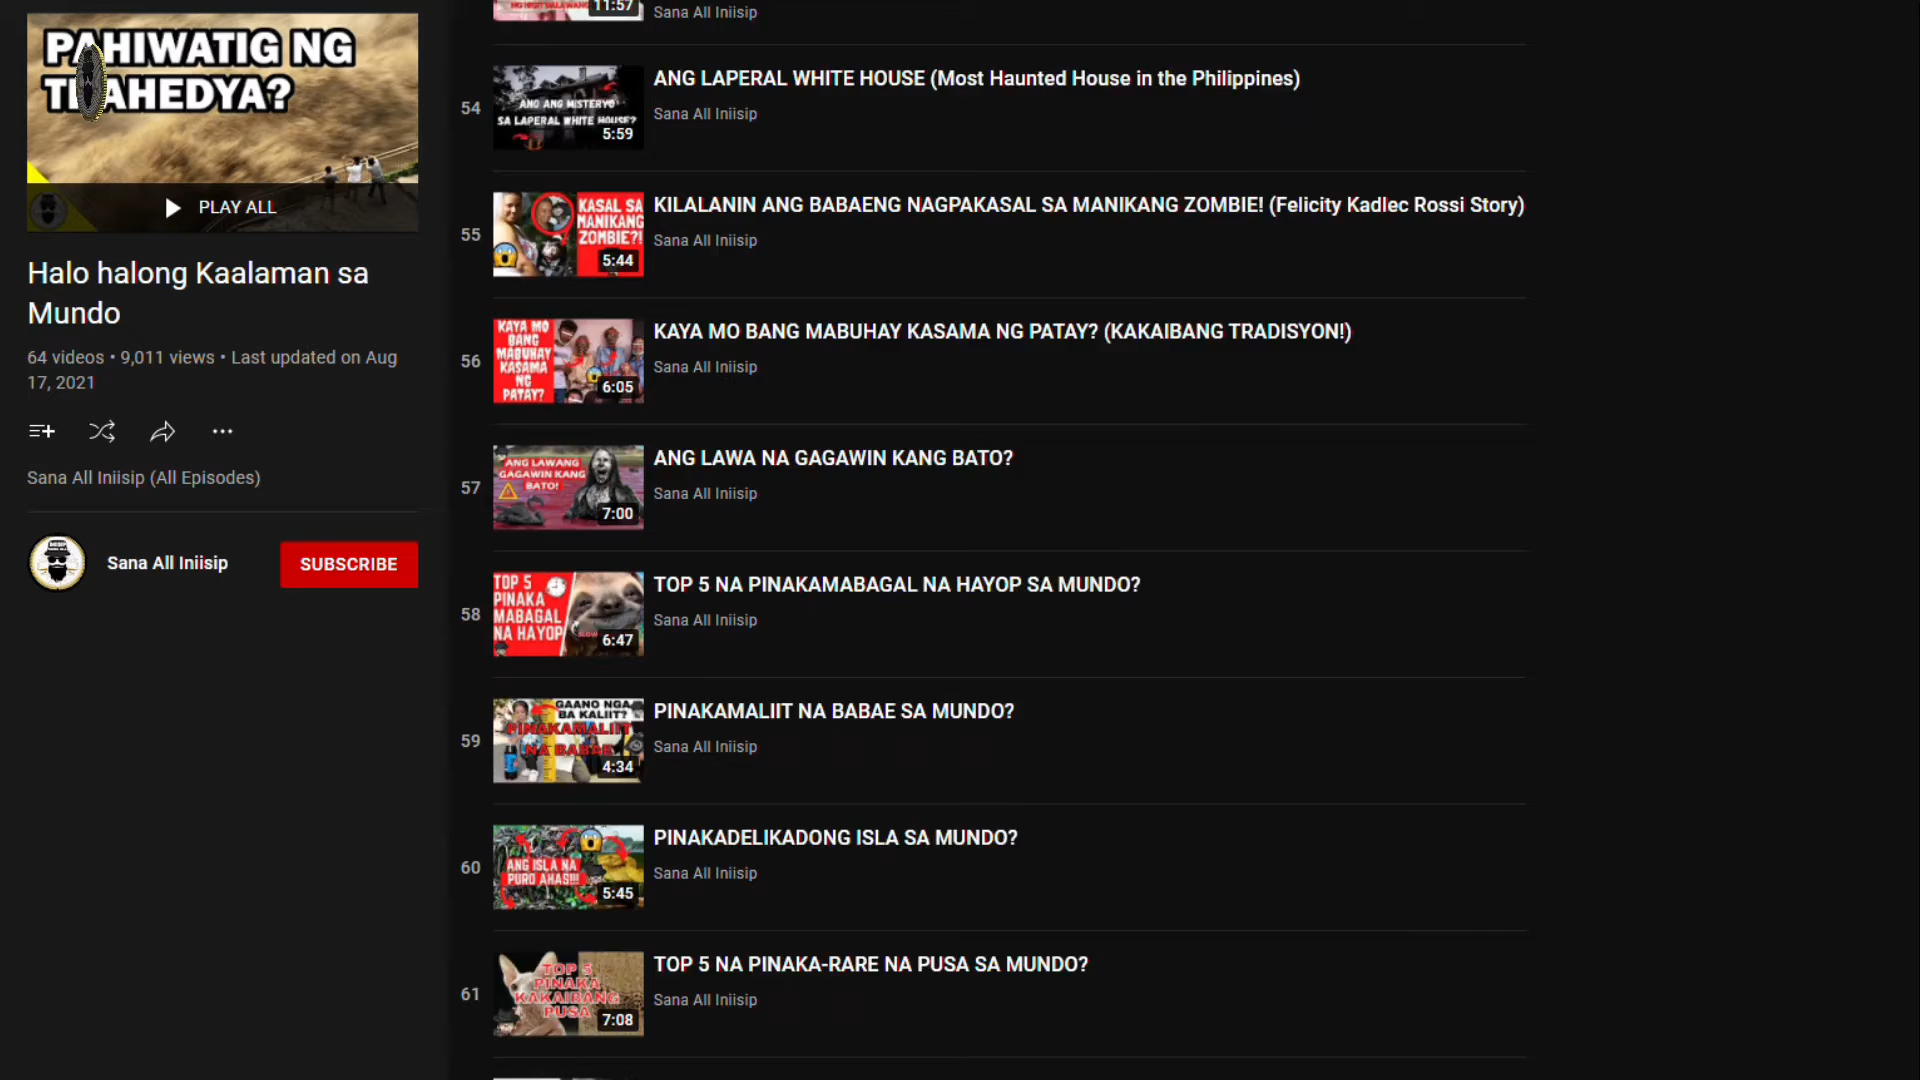 PAHIWATIG NG
TRAHEDYA?
PLAY ALL
Halo halong Kaalaman sa
Mundo
64 videos • 9,011 views • Last updated on Aug
17, 2021
Sana All Iniisip (All Episodes)
Sana All Iniisip
SUBSCRIBE
11:57
Sana All Iniisip
54
ANO ANG MISTERYO
SA LAPERAL WHITE HOUSE?
5:59
ANG LAPERAL WHITE HOUSE (Most Haunted House in the Philippines)
Sana All Iniisip
55
KASAL SA
MANIKANG
ZOMBIE?!
5:44
KILALANIN ANG BABAENG NAGPAKASAL SA MANIKANG ZOMBIE! (Felicity Kadlec Rossi Story)
Sana All Iniisip
56
KAYA MO
BANG
MABUHAY
KASAMA
NG
PATAY?
6:05
KAYA MO BANG MABUHAY KASAMA NG PATAY? (KAKAIBANG TRADISYON!)
Sana All Iniisip
57
ANG LAWANG
GAGAWIN KANG
BATO!
7:00
ANG LAWA NA GAGAWIN KANG BATO?
Sana All Iniisip
58
TOP 5
PINAKA
MABAGAL
NA HAYOP
SLOW
6:47
TOP 5 NA PINAKAMABAGAL NA HAYOP SA MUNDO?
Sana All Iniisip
59
GAANO NGA
BA KALIIT?
PINAKAMALIIT
NA BABAE
4:34
PINAKAMALIIT NA BABAE SA MUNDO?
Sana All Iniisip
60
ANG ISLA NA
PURO AHAS!!!
5:45
PINAKADELIKADONG ISLA SA MUNDO?
Sana All Iniisip
61
TOP 5
PINAKA
KAKAIBANG
PUSA
7:08
TOP 5 NA PINAKA-RARE NA PUSA SA MUNDO?
Sana All Iniisip